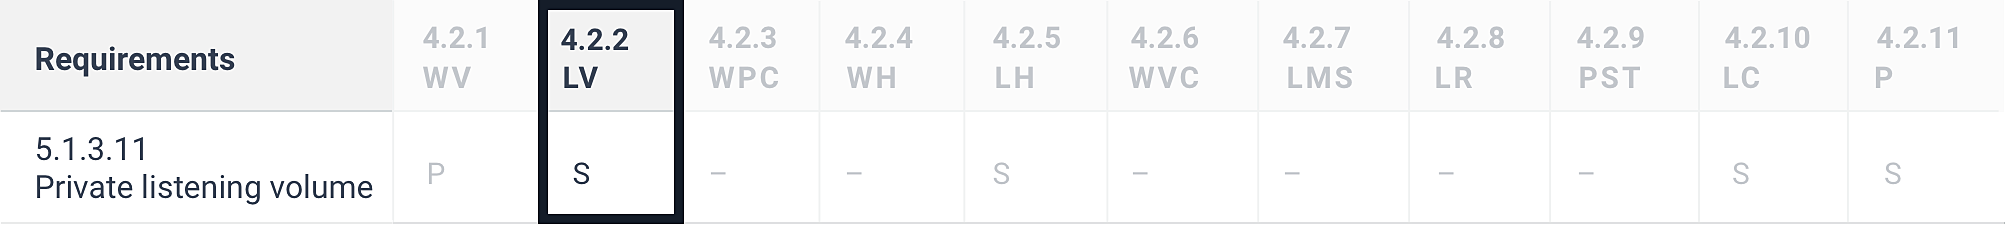 Requirements 4.2.1 4.2.2 4.2.3 4.2.4 4.2.5 4.2.6 4.2.7 4.2.8 4.2.9 4.2.10 4.2.11
WV LV WPC WH LH WVC LMS LR PST LC P
5.1.3.11
Private listening volume P S – – S – – – – S S